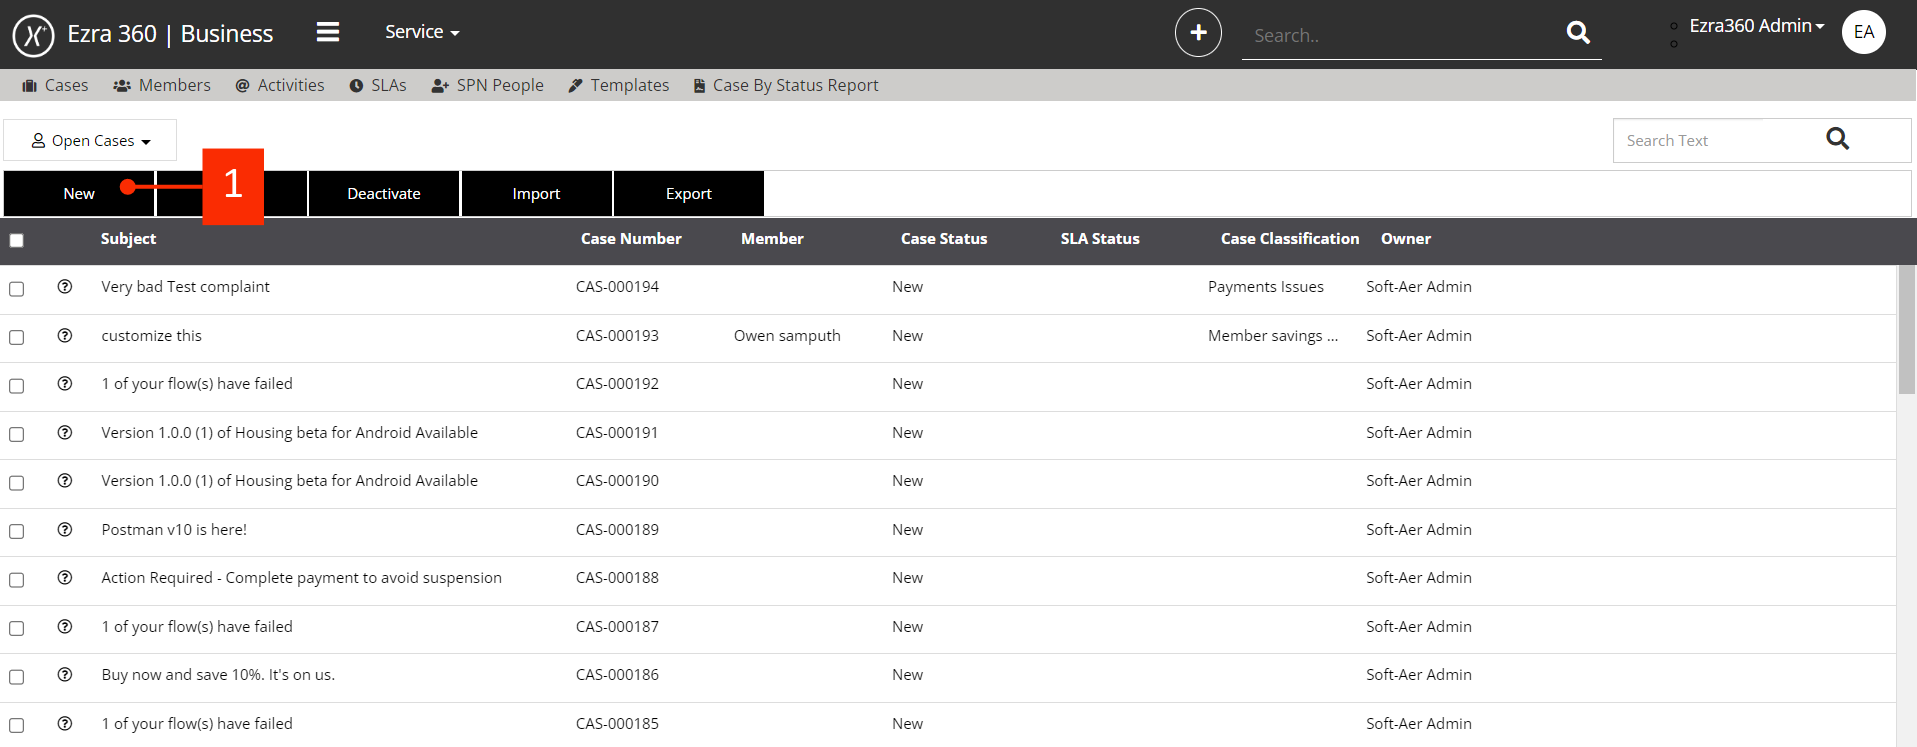 Ezra 360 | Business Service Search.. Ezra360 Admin EA
Cases Members Activities SLAs SPN People Templates Case By Status Report
Open Cases Search Text
New 1 Deactivate Import Export
Subject Case Number Member Case Status SLA Status Case Classification Owner
Very bad Test complaint CAS-000194 New Payments Issues Soft-Aer Admin
customize this CAS-000193 Owen samputh New Member savings ... Soft-Aer Admin
1 of your flow(s) have failed CAS-000192 New Soft-Aer Admin
Version 1.0.0 (1) of Housing beta for Android Available CAS-000191 New Soft-Aer Admin
Version 1.0.0 (1) of Housing beta for Android Available CAS-000190 New Soft-Aer Admin
Postman v10 is here! CAS-000189 New Soft-Aer Admin
Action Required - Complete payment to avoid suspension CAS-000188 New Soft-Aer Admin
1 of your flow(s) have failed CAS-000187 New Soft-Aer Admin
Buy now and save 10%. It's on us. CAS-000186 New Soft-Aer Admin
1 of your flow(s) have failed CAS-000185 New Soft-Aer Admin